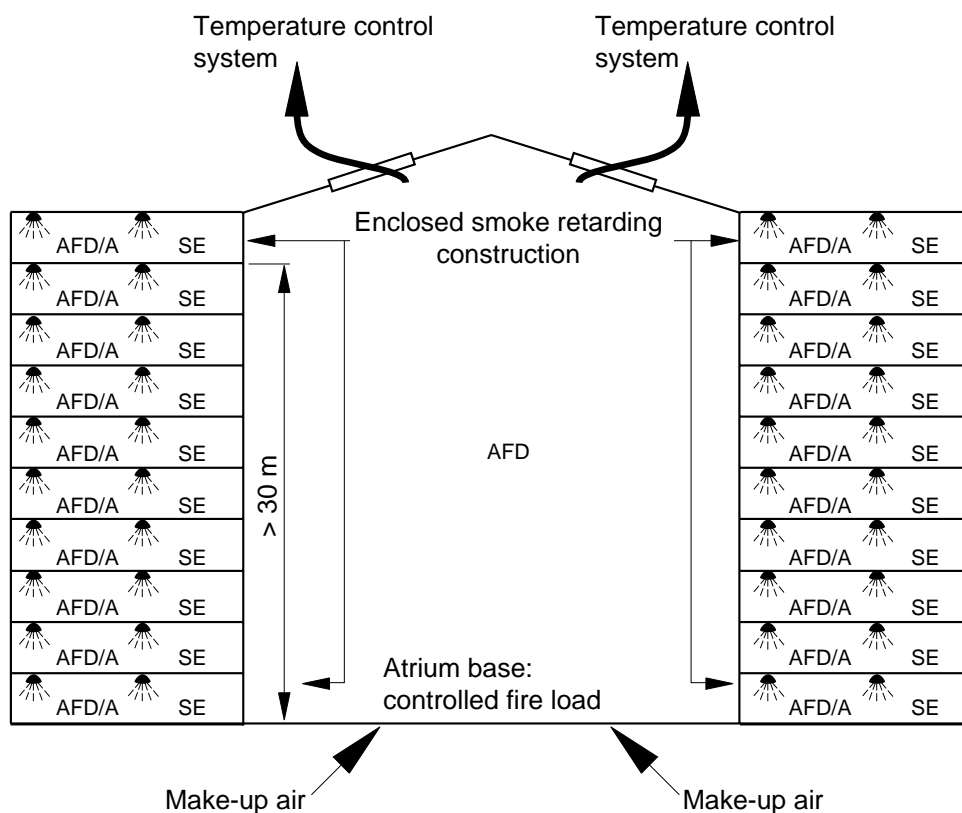 Temperature control
system
Temperature control
system
Enclosed smoke retarding
construction
AFD/A SE
AFD/A SE
AFD/A SE
AFD/A SE
AFD/A SE
AFD/A SE
AFD/A SE
AFD/A SE
AFD/A SE
AFD/A SE
> 30 m
AFD
AFD/A SE
AFD/A SE
AFD/A SE
AFD/A SE
AFD/A SE
AFD/A SE
AFD/A SE
AFD/A SE
AFD/A SE
AFD/A SE
Atrium base:
controlled fire load
Make-up air
Make-up air